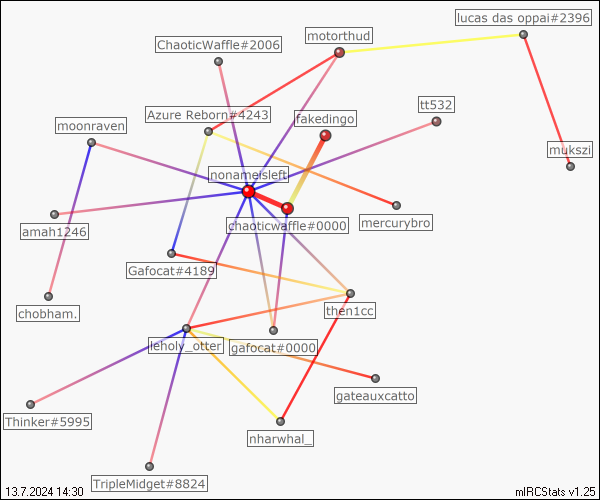 lucas das oppai#2396
motorthud
ChaoticWaffle#2006
tt532
Azure Reborn#4243
fakedingo
moonraven
mukszi
nonameisleft
mercurybro
chaoticwaffle#0000
amah1246
Gafocat#4189
chobham.
then1cc
leholy_otter
gafocat#0000
gateauxcatto
Thinker#5995
nharwhal_
TripleMidget#8824
13.7.2024 14:30
mIRCStats v1.25